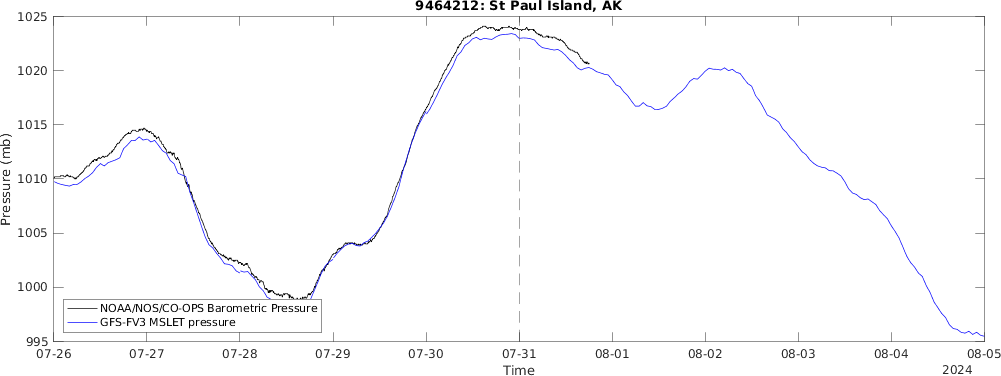 9464212: St Paul Island, AK
1025
1020
1015
1010
1005
1000
995
Pressure (mb)
NOAA/NOS/CO-OPS Barometric Pressure
GFS-FV3 MSLET pressure
07-26 07-27 07-28 07-29 07-30 07-31 08-01 08-02 08-03 08-04 08-05
Time
2024